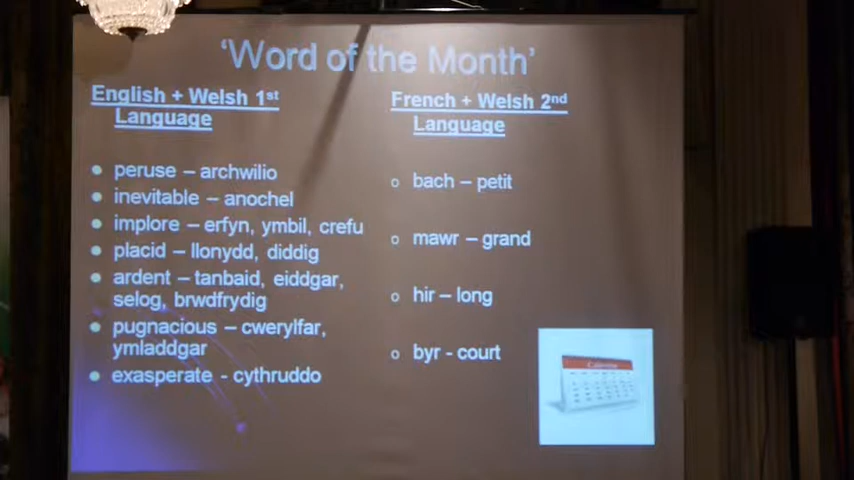 ‘Word of the Month’
English + Welsh 1st
Language
peruse – archwilio
inevitable – anochel
implore – erfyn, ymbil, crefu
placid – llonydd, diddig
ardent – tanbaid, eiddgar,
selog, brwdfrydig
pugnacious – cwerylfar,
ymladdgar
exasperate - cythruddo
French + Welsh 2nd
Language
bach – petit
mawr – grand
hir – long
byr - court